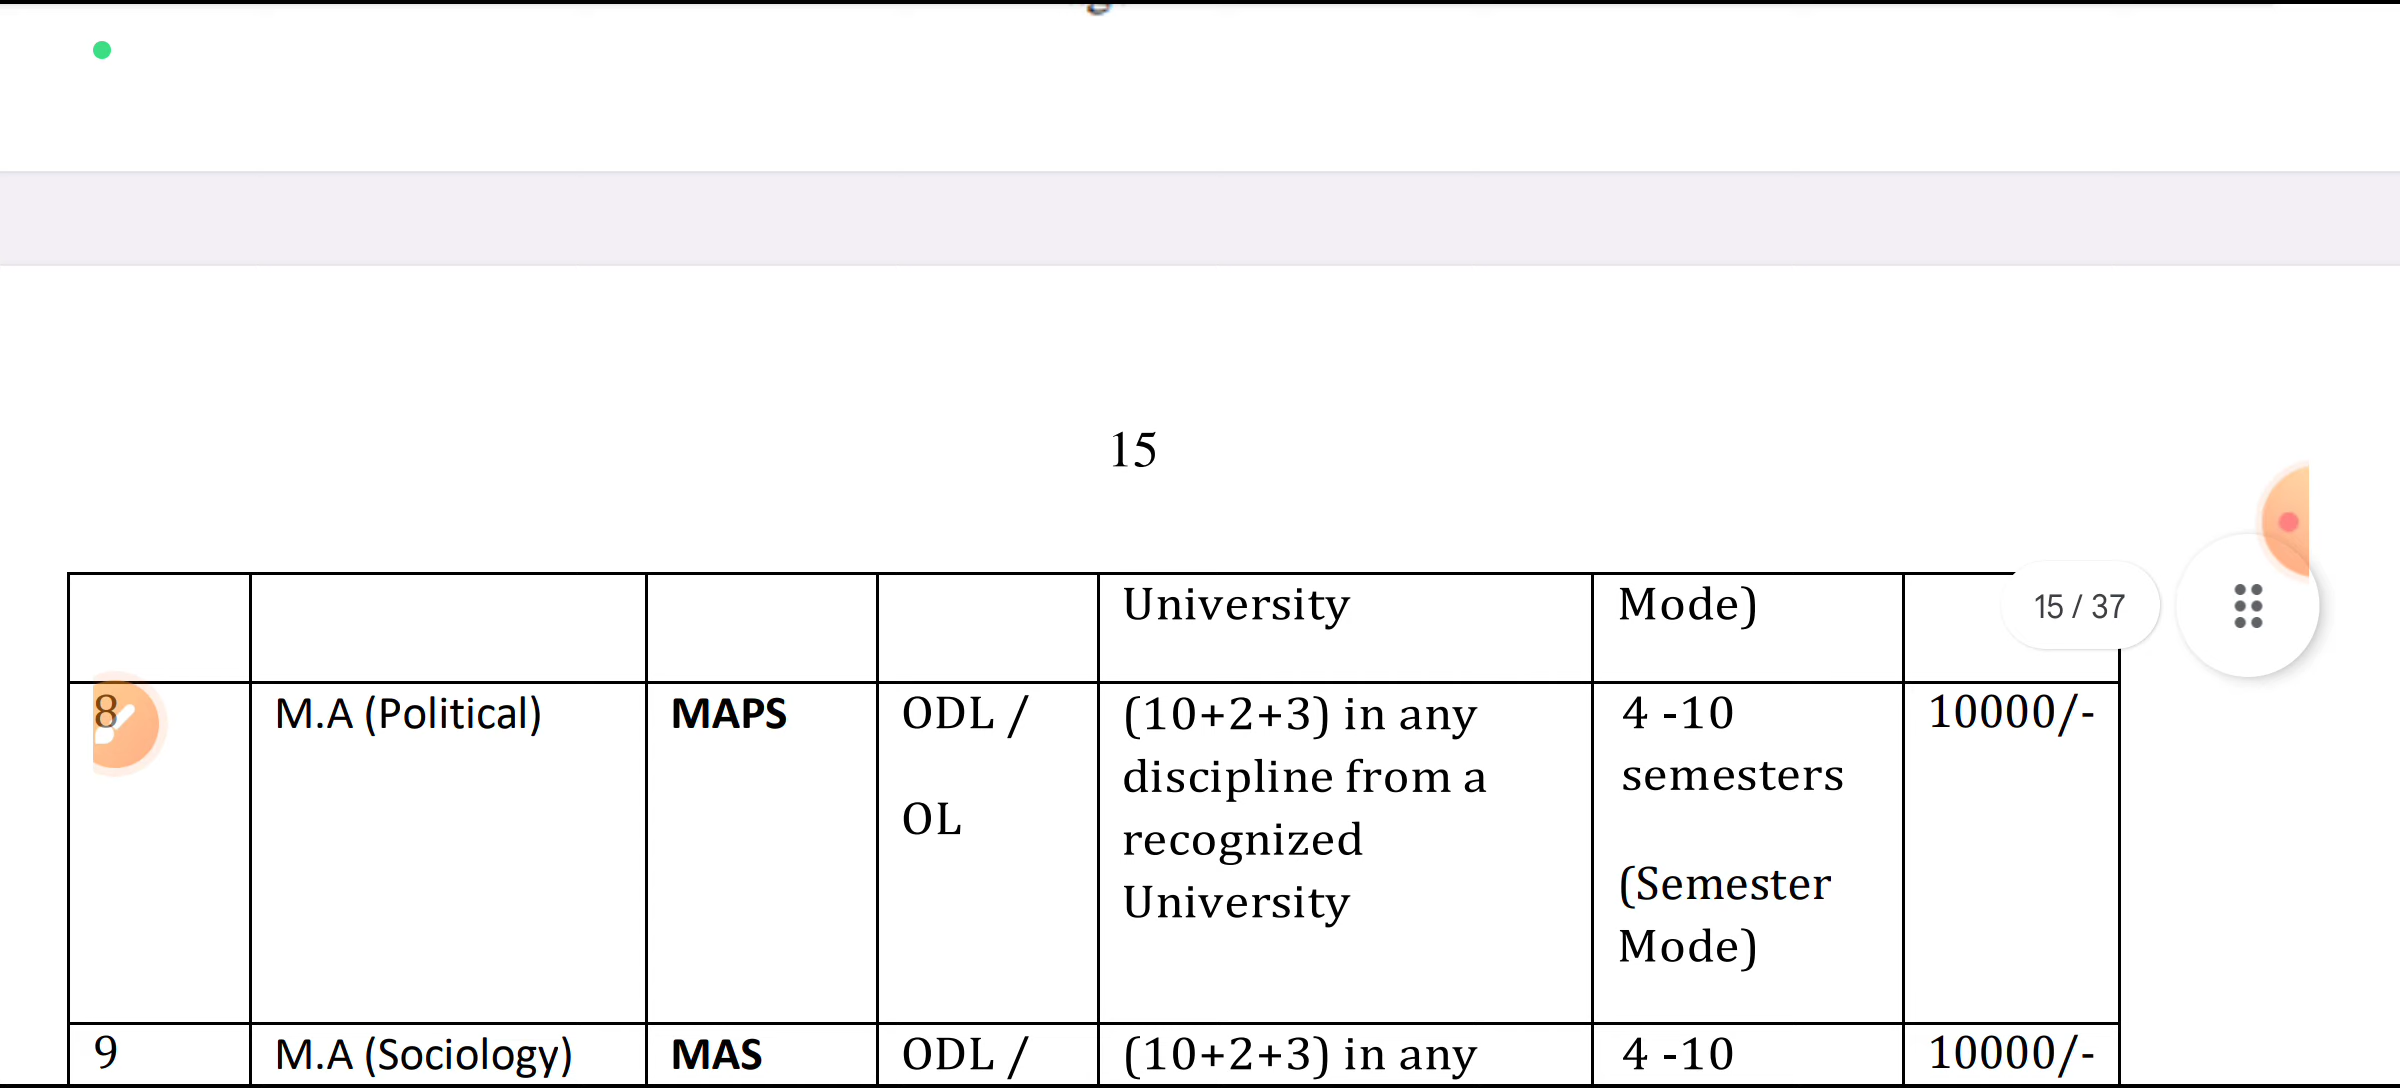 15
University Mode)
15 / 37
8 M.A (Political) MAPS ODL / (10+2+3) in any 4 -10 10000/-
discipline from a semesters
OL
recognized
University (Semester
Mode)
9 M.A (Sociology) MAS ODL / (10+2+3) in any 4 -10 10000/-